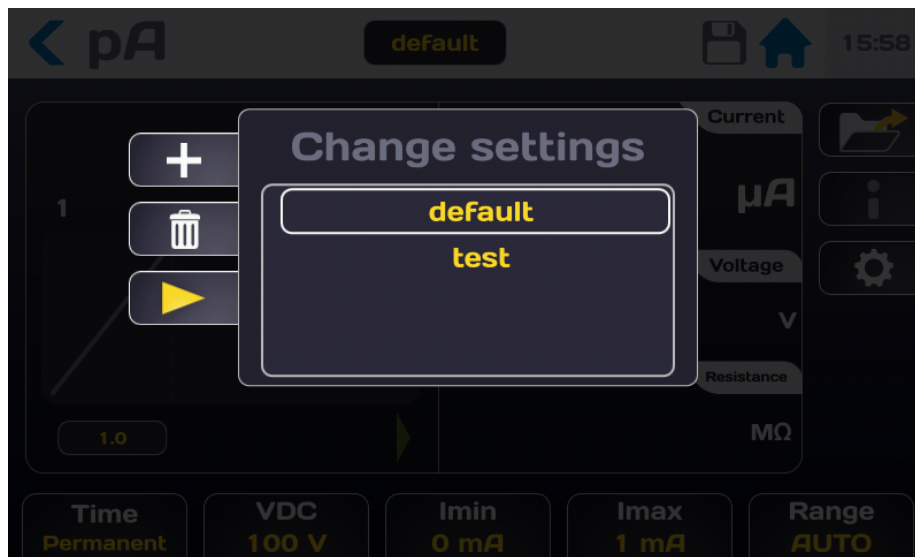 pA default 15:58
Change settings
default
test
Current
µA
1
Voltage
V
Resistance
MΩ
1.0
Time VDC Imin Imax Range
Permanent 100 V 0 mA 1 mA AUTO